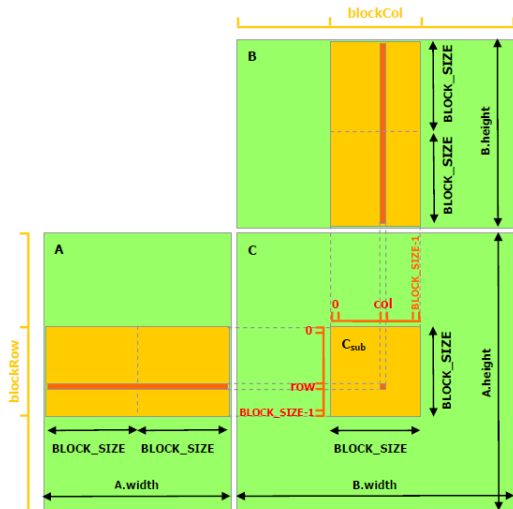 blockCol
B
BLOCK_SIZE
BLOCK_SIZE
B.height
A
C
BLOCK_SIZE-1
0
col
blockRow
0
Csub
row
BLOCK_SIZE-1
BLOCK_SIZE
A.height
BLOCK_SIZE
BLOCK_SIZE
BLOCK_SIZE
A.width
B.width